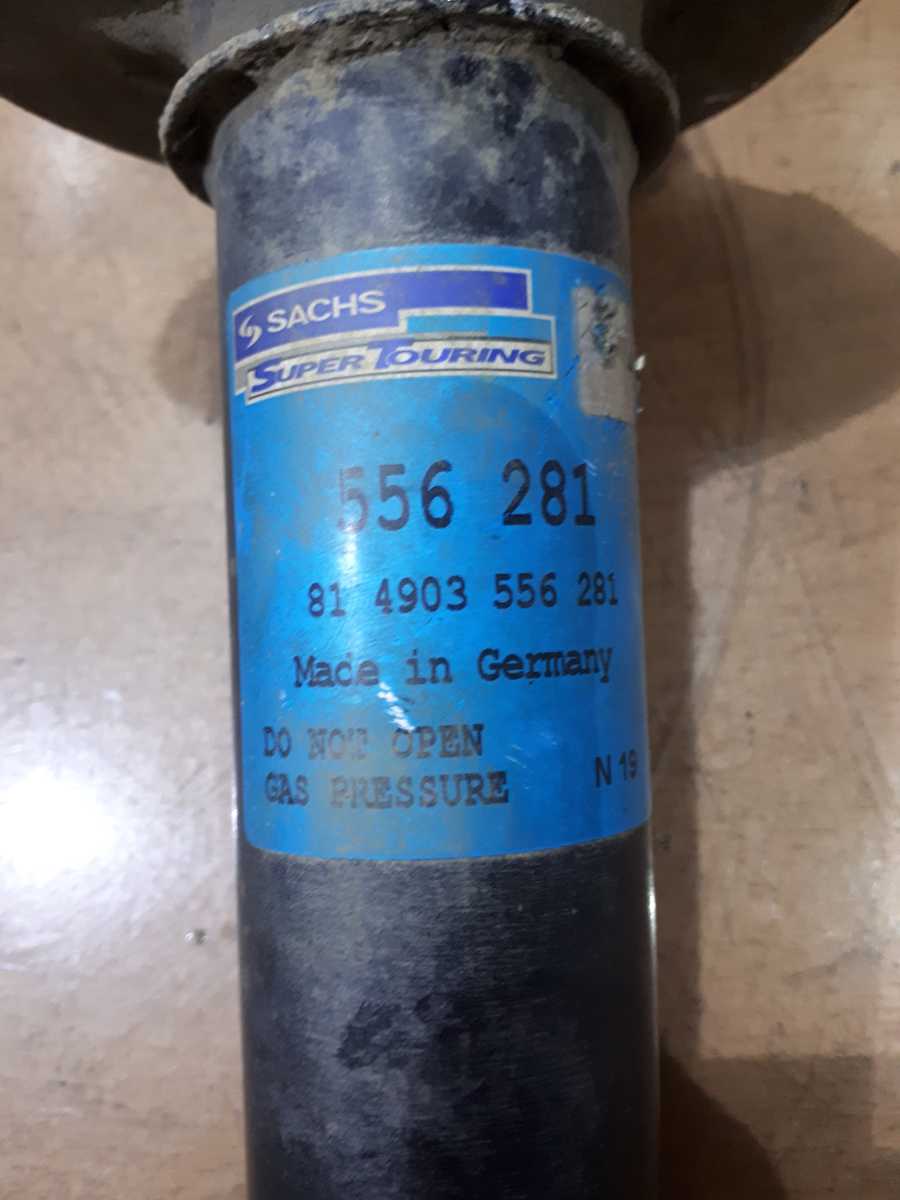 SACHS
SUPER TOURING
556 281
81 4903 556 281
Made in Germany
DO NOT OPEN
GAS PRESSURE
N 19